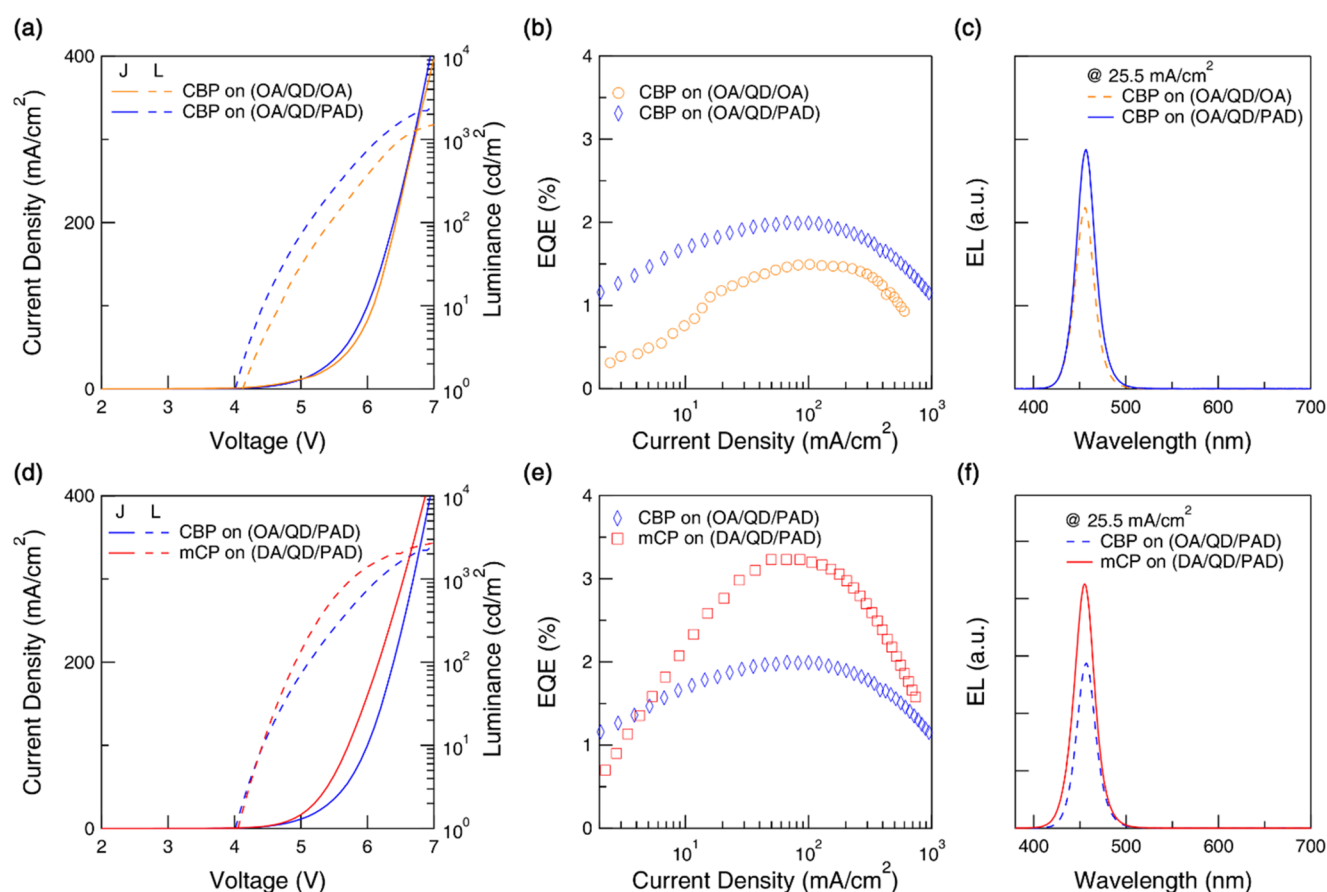 (a)
400
200
0
Current Density (mA/cm²)
J L
CBP on (OA/QD/OA)
CBP on (OA/QD/PAD)
10⁴
10³
10²
10¹
10⁰
Luminance (cd/m²)
2 3 4 5 6 7
Voltage (V)
(b)
4
3
2
1
0
EQE (%)
CBP on (OA/QD/OA)
CBP on (OA/QD/PAD)
10¹ 10² 10³
Current Density (mA/cm²)
(c)
EL (a.u.)
@ 25.5 mA/cm²
CBP on (OA/QD/OA)
CBP on (OA/QD/PAD)
400 500 600 700
Wavelength (nm)
(d)
400
200
0
Current Density (mA/cm²)
J L
CBP on (OA/QD/PAD)
mCP on (DA/QD/PAD)
10⁴
10³
10²
10¹
10⁰
Luminance (cd/m²)
2 3 4 5 6 7
Voltage (V)
(e)
4
3
2
1
0
EQE (%)
CBP on (OA/QD/PAD)
mCP on (DA/QD/PAD)
10¹ 10² 10³
Current Density (mA/cm²)
(f)
EL (a.u.)
@ 25.5 mA/cm²
CBP on (OA/QD/PAD)
mCP on (DA/QD/PAD)
400 500 600 700
Wavelength (nm)